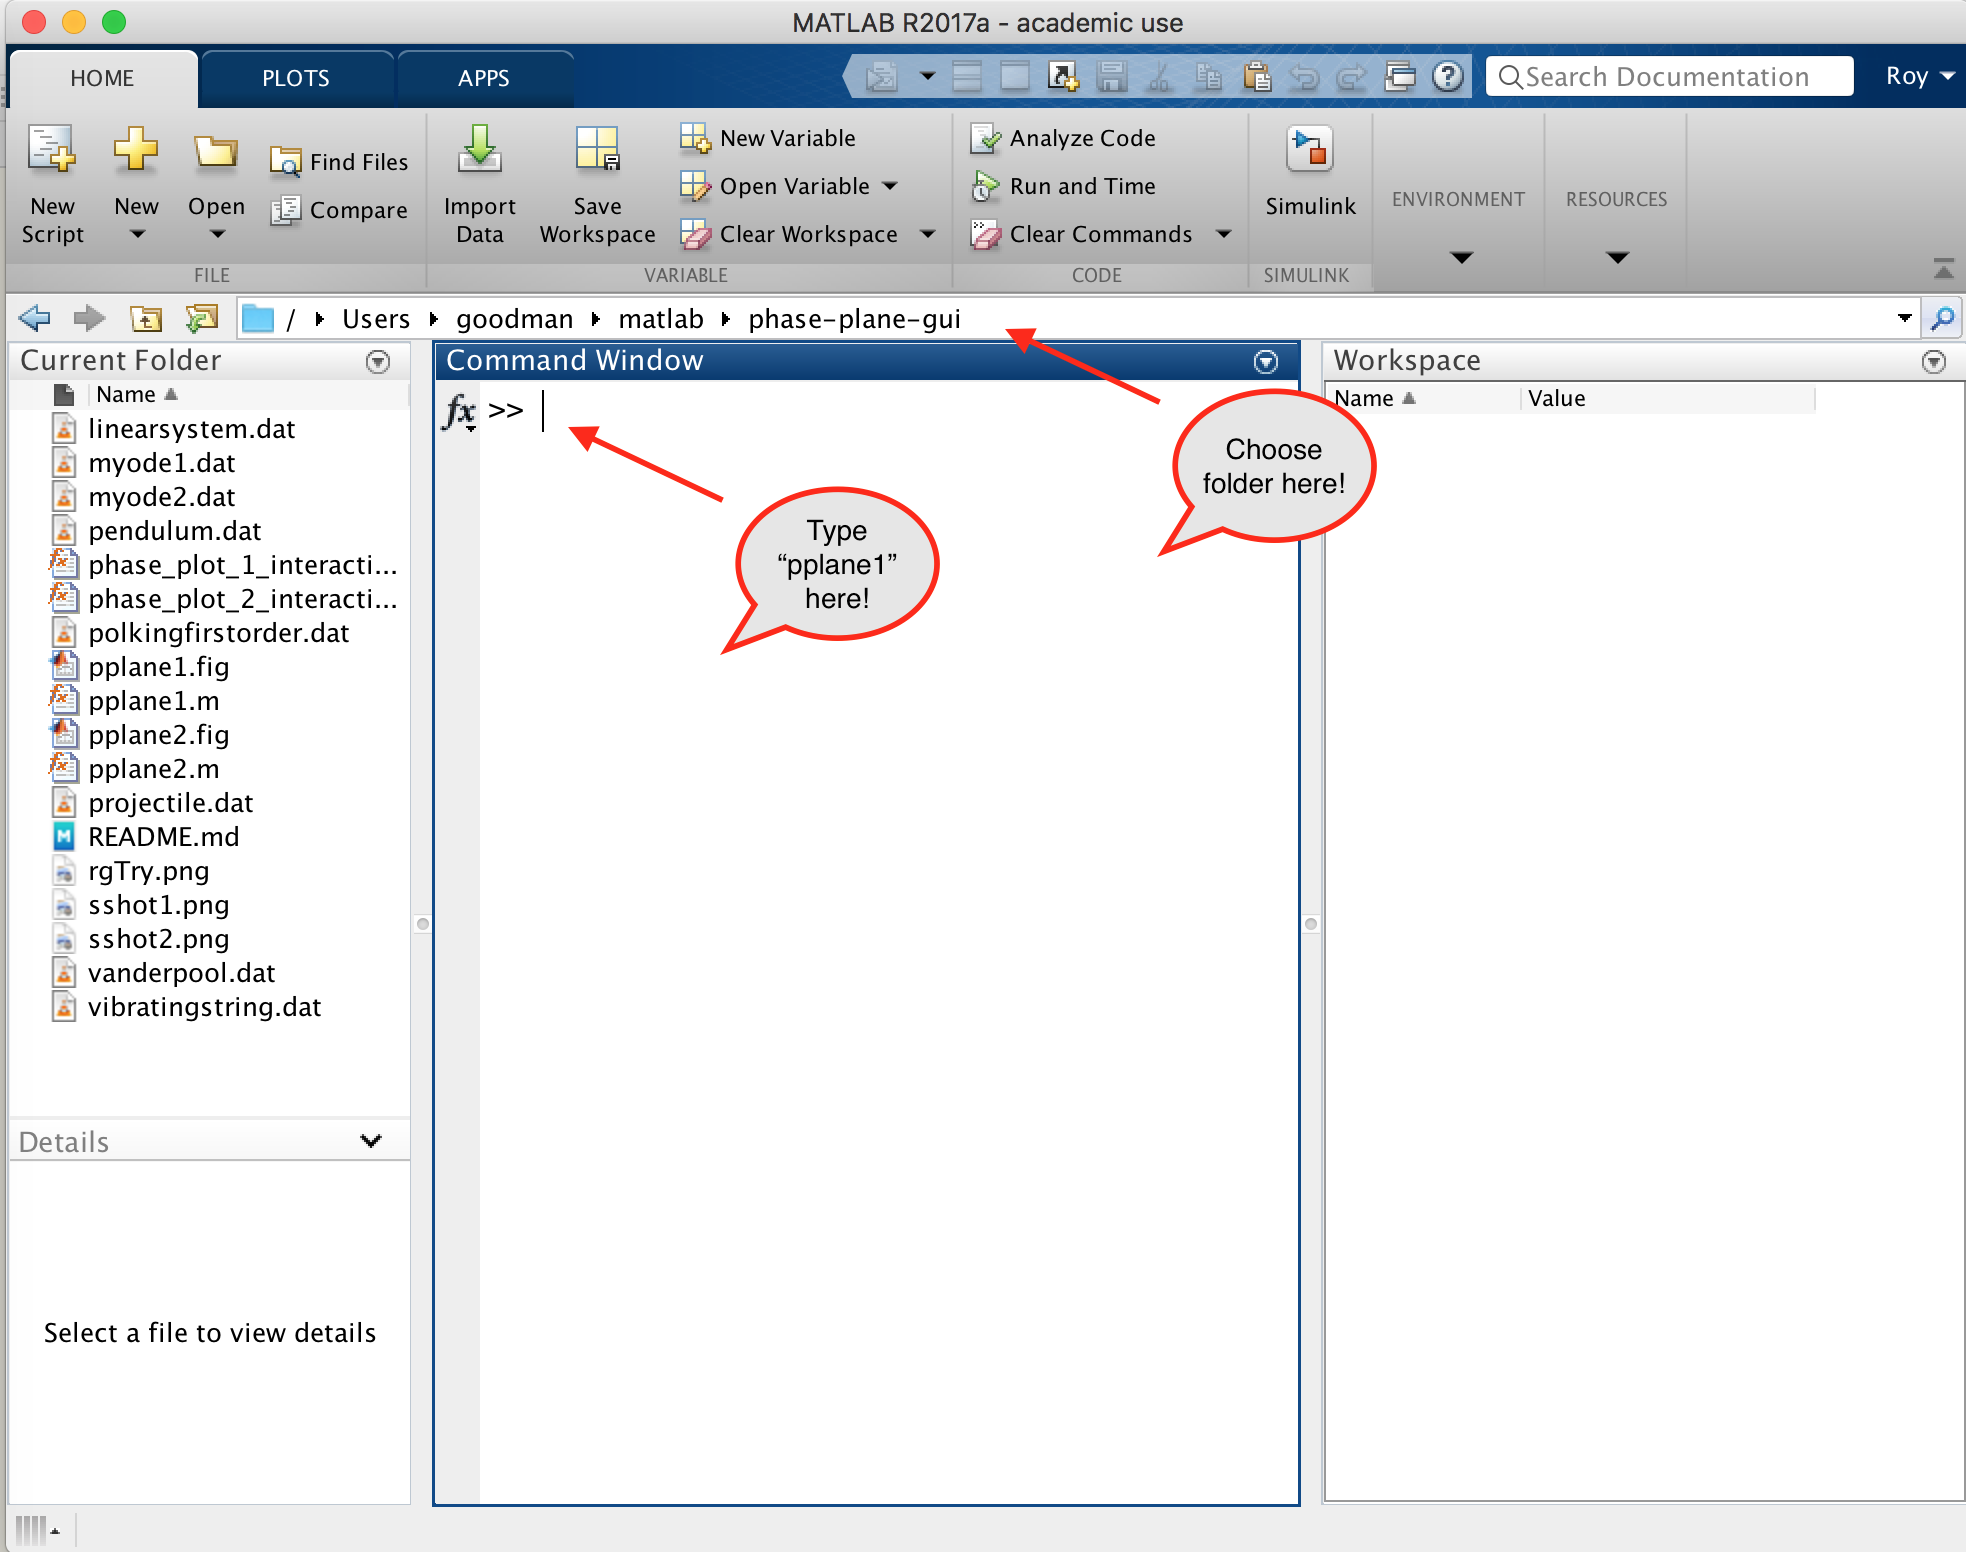 MATLAB R2017a - academic use
HOME
PLOTS
APPS
Search Documentation
Roy
New Script
New
Open
Find Files
Compare
FILE
Import Data
Save Workspace
New Variable
Open Variable
Clear Workspace
VARIABLE
Analyze Code
Run and Time
Clear Commands
CODE
Simulink
SIMULINK
ENVIRONMENT
RESOURCES
/ Users goodman matlab phase-plane-gui
Current Folder
Name
linearsystem.dat
myode1.dat
myode2.dat
pendulum.dat
phase_plot_1_interacti...
phase_plot_2_interacti...
polkingfirstorder.dat
pplane1.fig
pplane1.m
pplane2.fig
pplane2.m
projectile.dat
README.md
rgTry.png
sshot1.png
sshot2.png
vanderpool.dat
vibratingstring.dat
Details
Select a file to view details
Command Window
fx >>
Type
“pplane1”
here!
Choose
folder here!
Workspace
Name
Value